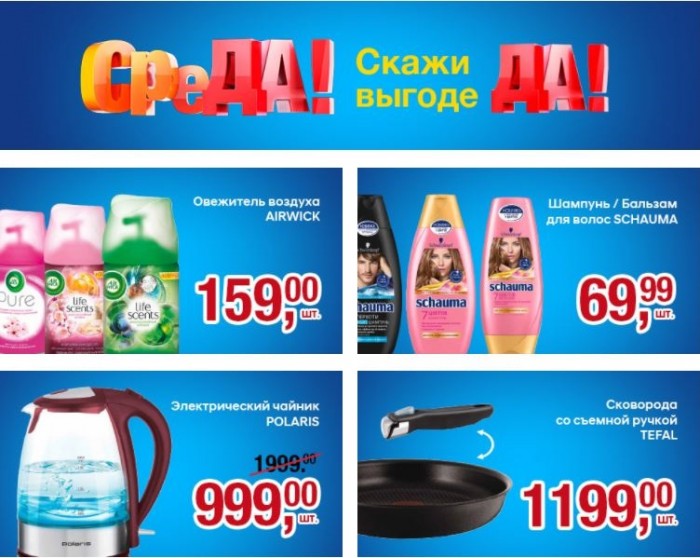 СреДА!
Скажи
выгоде
ДА!
Овежитель воздуха
AIRWICK
159,00
шт.
pure
life
scents
life
scents
Шампунь / Бальзам
для волос SCHAUMA
69,99
шт.
schauma
schauma
7
Электрический чайник
POLARIS
1999.00
999,00
шт.
POLARIS
Сковорода
со съемной ручкой
TEFAL
1199,00
шт.